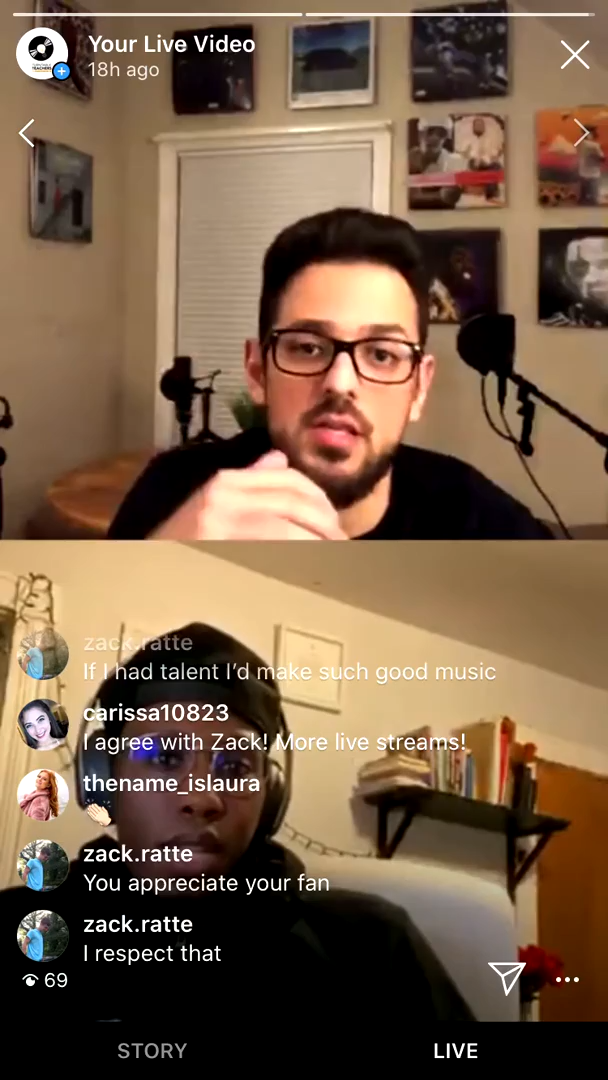 Your Live Video
18h ago
zack.ratte
If I had talent I’d make such good music
carissa10823
I agree with Zack! More live streams!
thename_islaura
👏🏻
zack.ratte
You appreciate your fan
zack.ratte
I respect that
69
STORY
LIVE